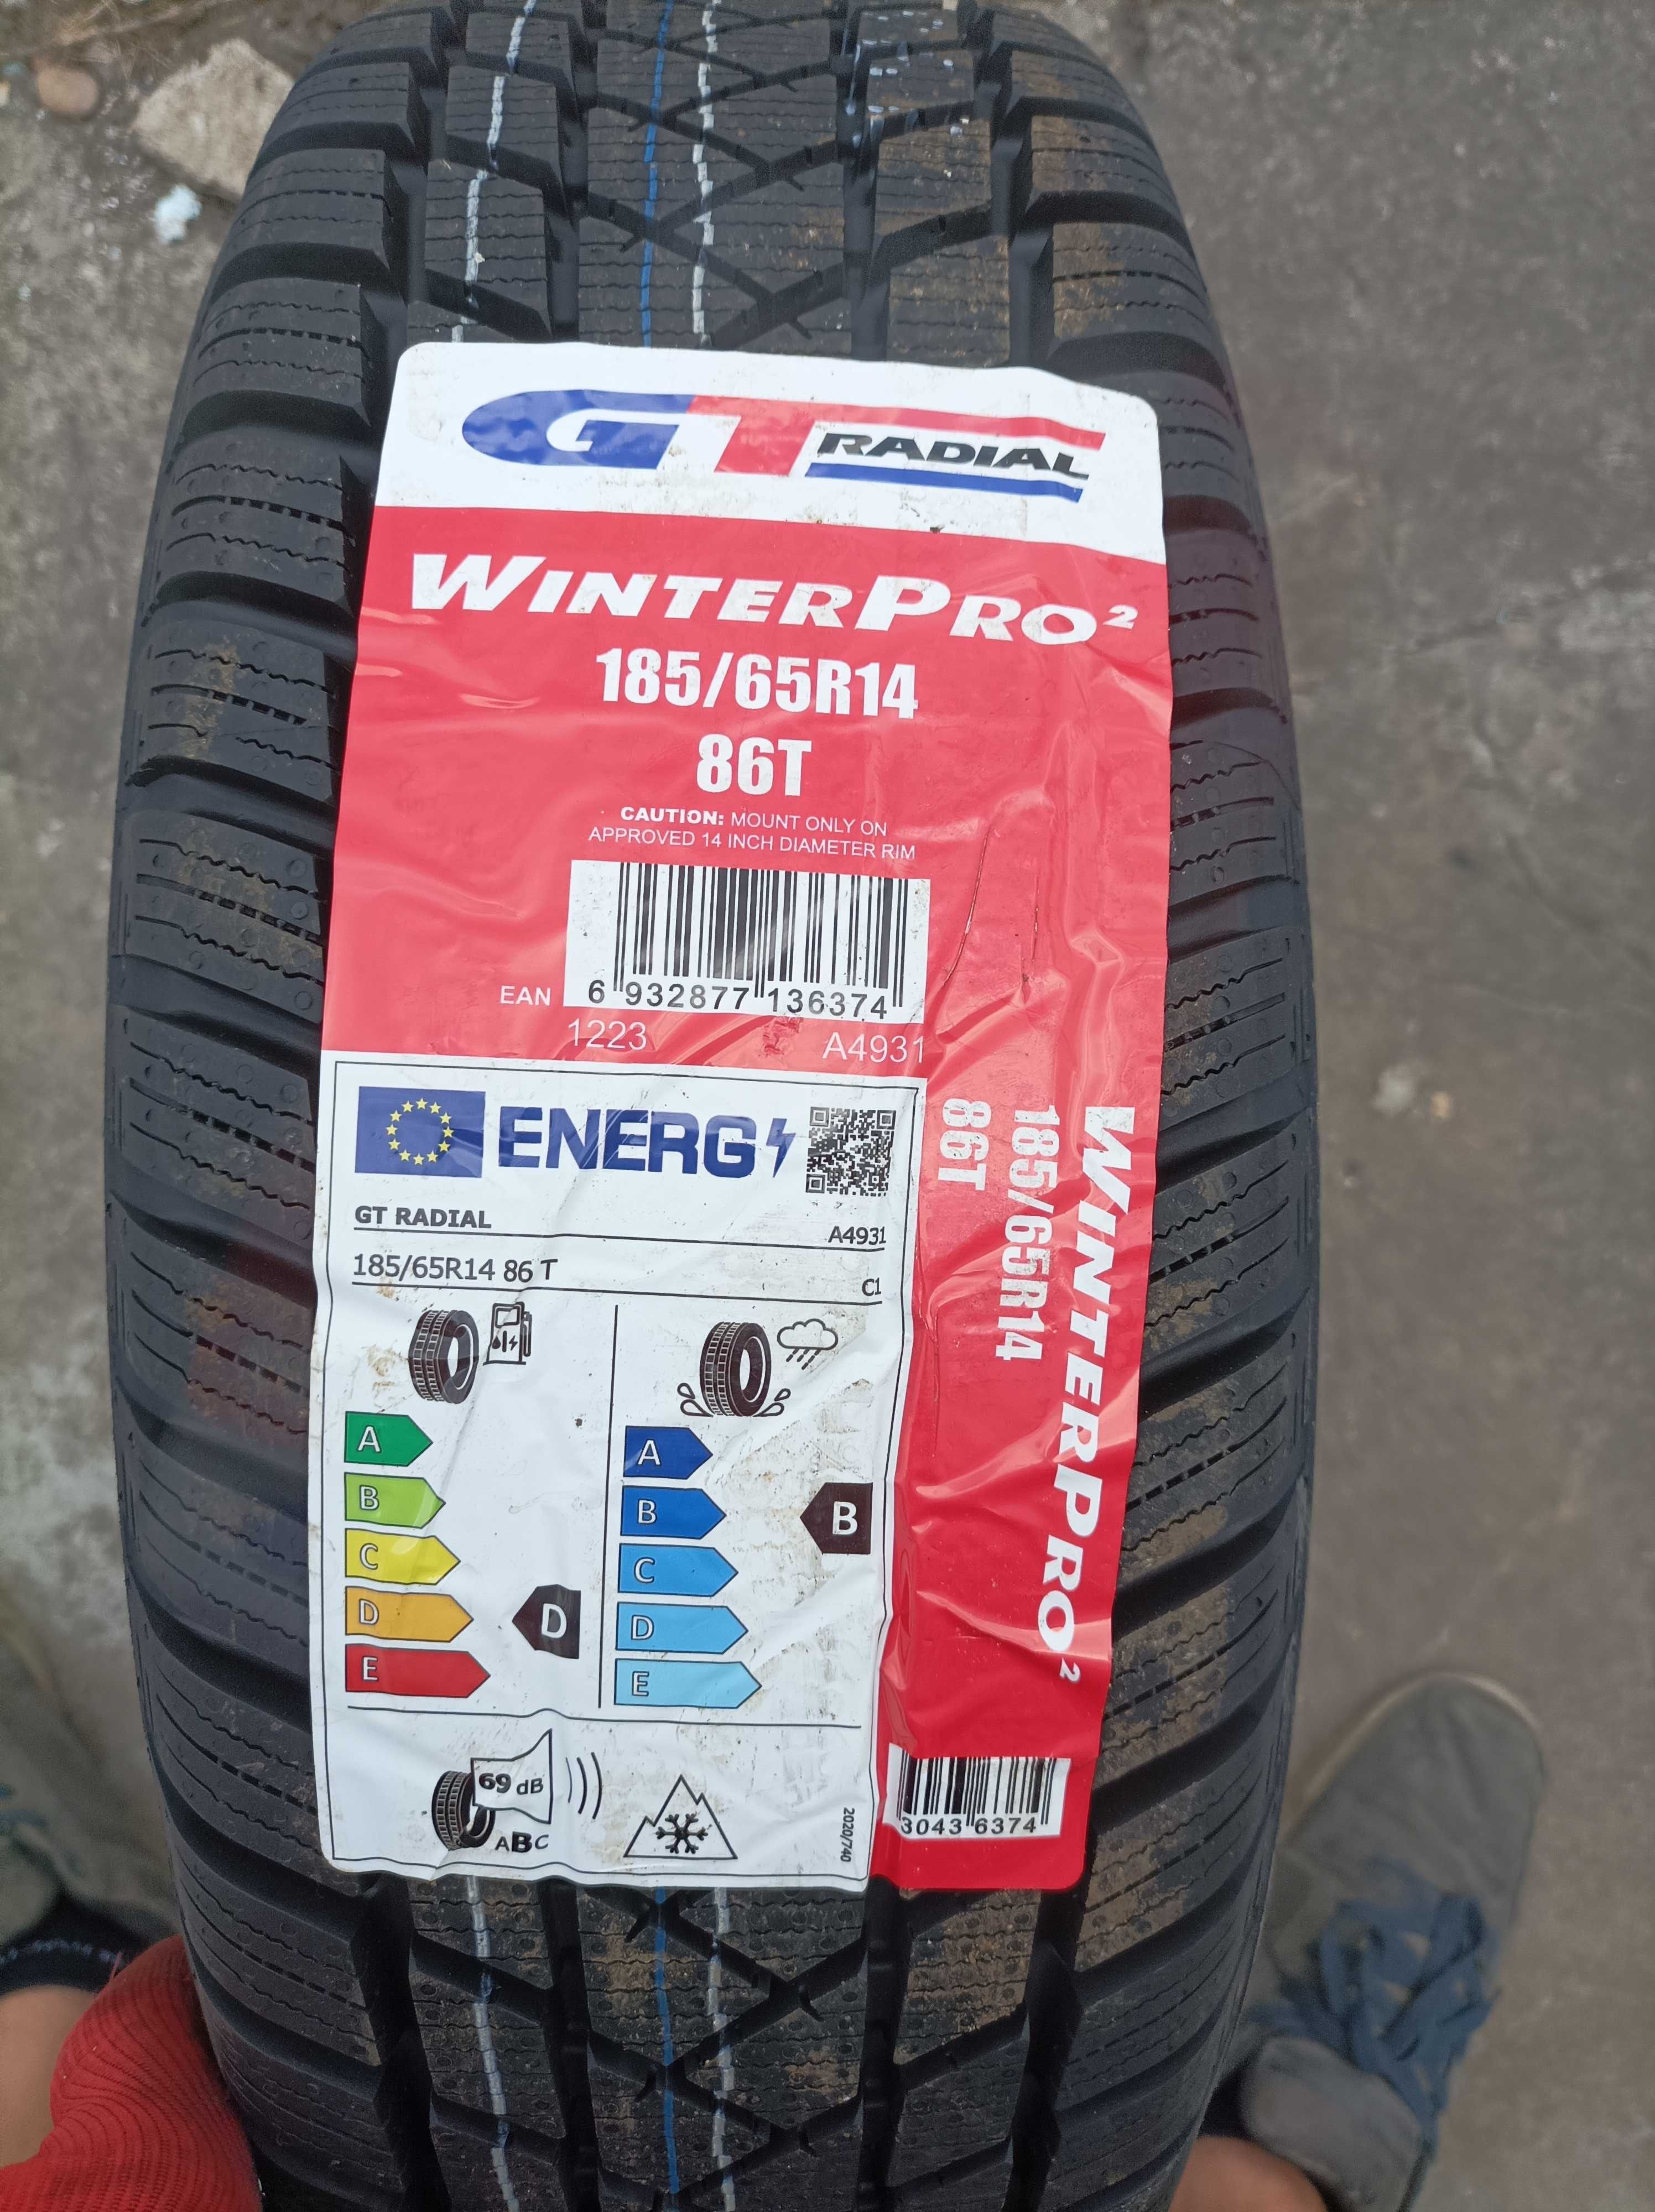 GT RADIAL
WINTERPRO²
185/65R14
86T
CAUTION: MOUNT ONLY ON
APPROVED 14 INCH DIAMETER RIM
EAN 6 932877 136374
1223 A4931
ENERG
GT RADIAL A4931
185/65R14 86 T C1
A
B
C
D
E
D
A
B
C
D
E
B
69 dB
ABC
2020/740
WINTERPRO²
185/65R14
86T
3043 6374